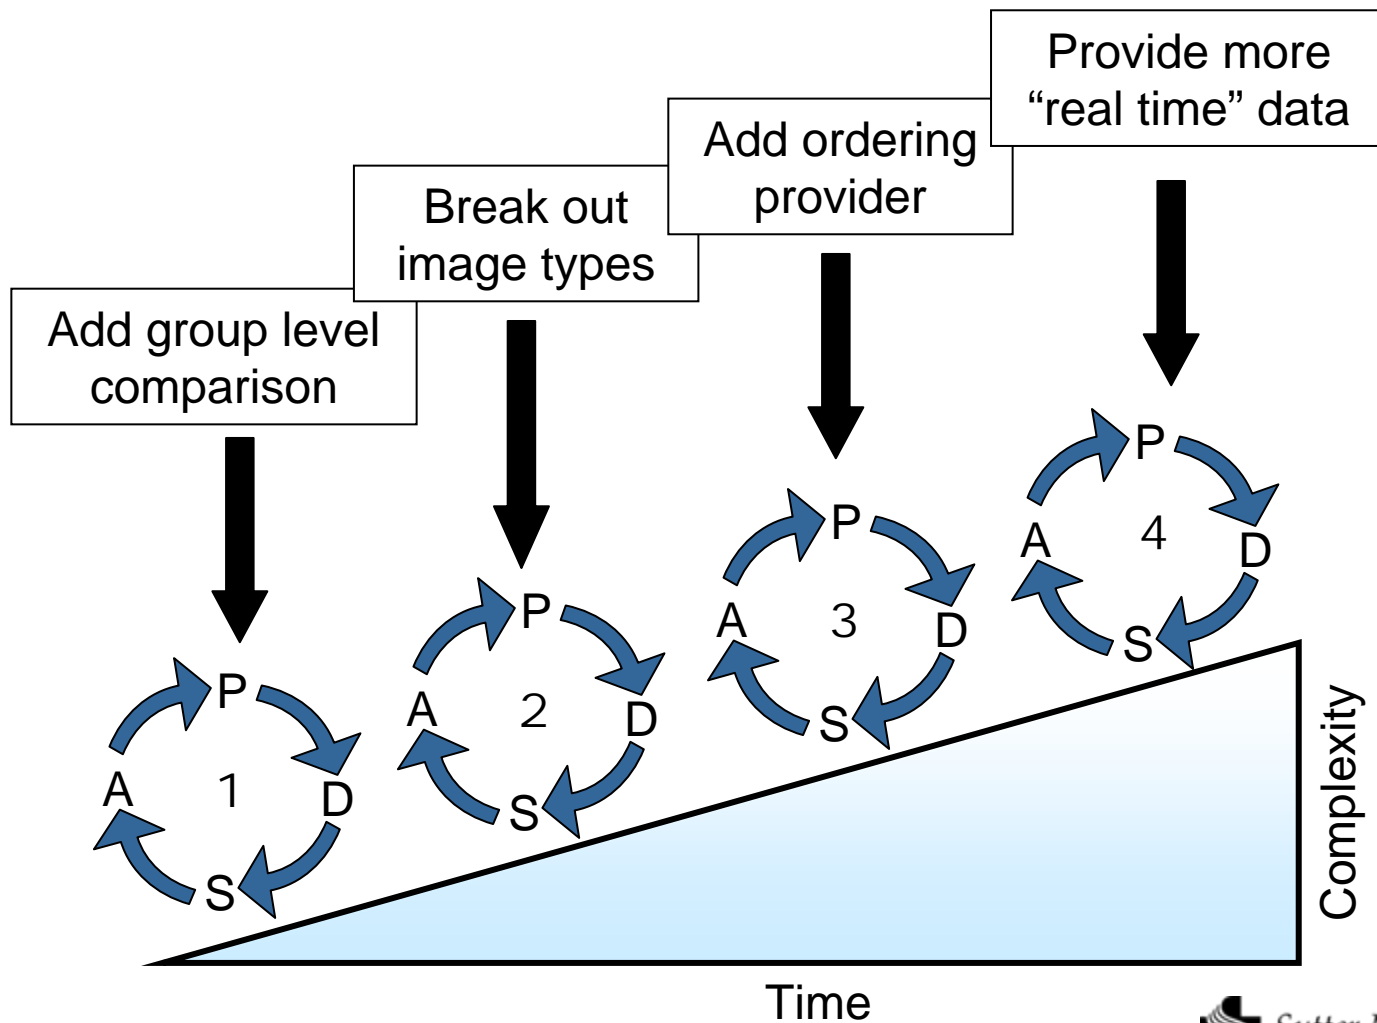 Provide more
“real time” data
Add ordering
provider
Break out
image types
Add group level
comparison
P
A
4
D
S
P
A
3
D
S
P
A
2
D
S
P
A
1
D
S
Complexity
Time